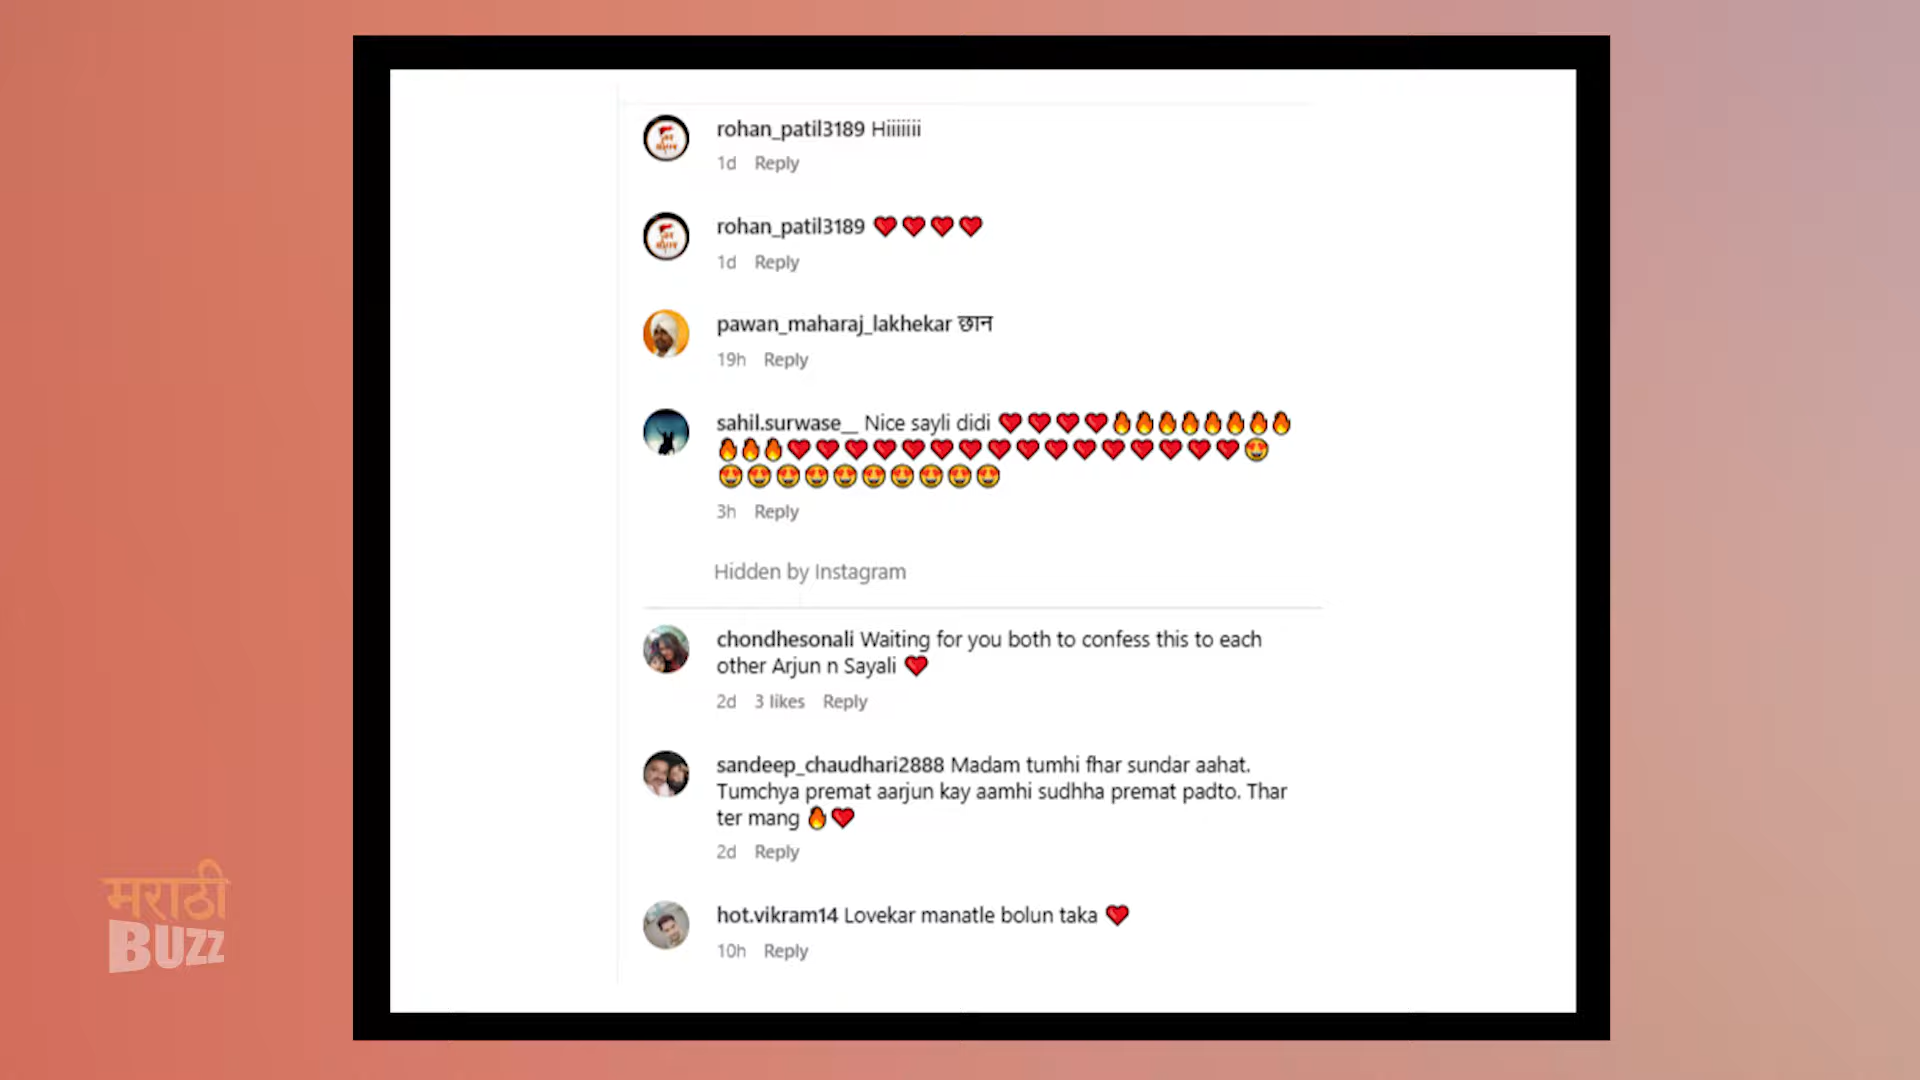 rohan_patil3189 Hiiiiiii
1d Reply
rohan_patil3189 ❤️❤️❤️❤️
1d Reply
pawan_maharaj_lakhekar छान
19h Reply
sahil.surwase__ Nice sayli didi ❤️❤️❤️❤️🔥🔥🔥🔥🔥🔥🔥🔥
🔥🔥🔥❤️❤️❤️❤️❤️❤️❤️❤️❤️❤️❤️❤️❤️❤️❤️❤️😍
😍😍😍😍😍😍😍😍😍😍
3h Reply
Hidden by Instagram
chondhesonali Waiting for you both to confess this to each
other Arjun n Sayali ❤️
2d 3 likes Reply
sandeep_chaudhari2888 Madam tumhi fhar sundar aahat.
Tumchya premat aarjun kay aamhi sudhha premat padto. Thar
ter mang 🔥❤️
2d Reply
hot.vikram14 Lovekar manatle bolun taka ❤️
10h Reply
मराठी
BUZZ